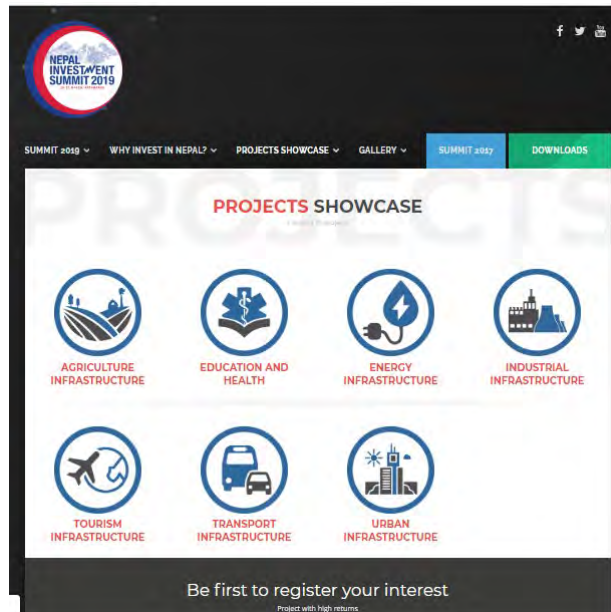 NEPAL
INVESTMENT
SUMMIT 2019
You
SUMMIT 2019 WHY INVEST IN NEPAL? PROJECTS SHOWCASE GALLERY SUMMIT 2017 DOWNLOADS
PROJECTS
PROJECTS SHOWCASE
AGRICULTURE INFRASTRUCTURE
EDUCATION AND HEALTH
ENERGY INFRASTRUCTURE
INDUSTRIAL INFRASTRUCTURE
TOURISM INFRASTRUCTURE
TRANSPORT INFRASTRUCTURE
URBAN INFRASTRUCTURE
Be first to register your interest
Project with high returns